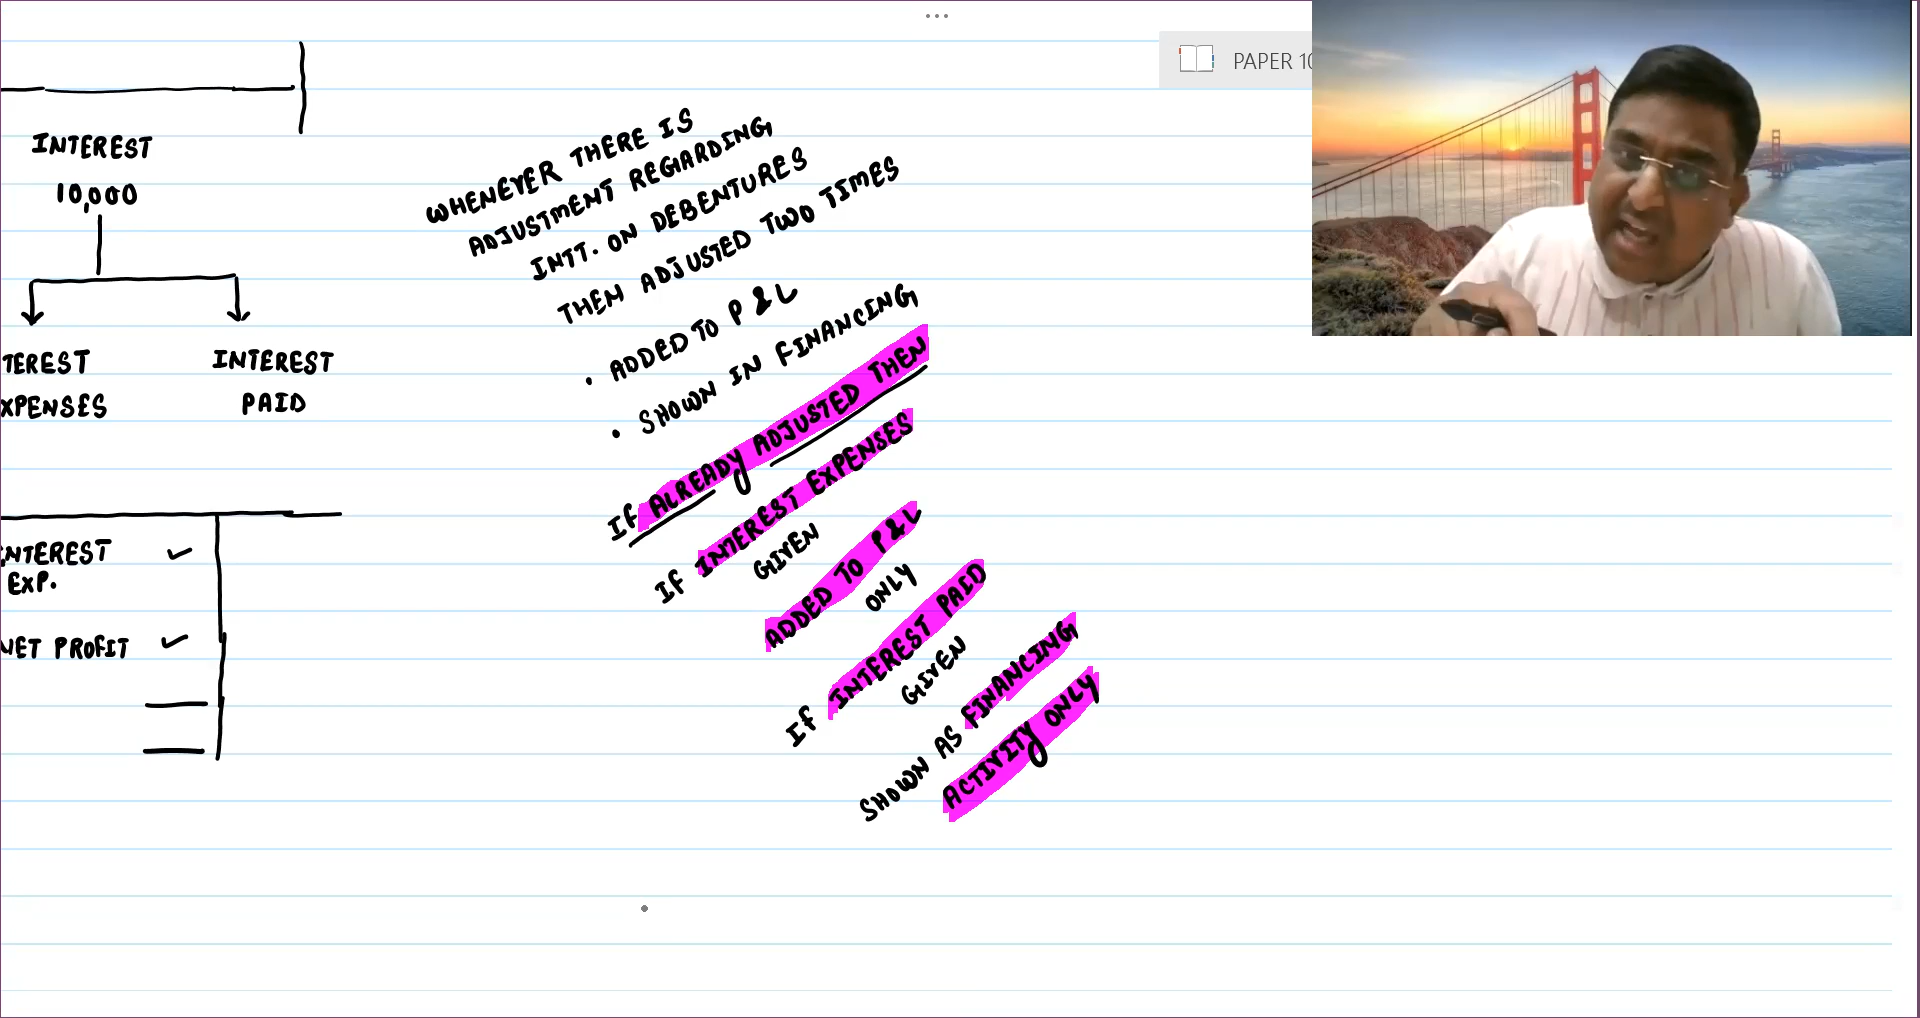 PAPER 10
INTEREST
10,000
TEREST
XPENSES
INTEREST
PAID
NTEREST
EXP.
NET PROFIT
WHENEVER THERE IS
ADJUSTMENT REGARDING
INTT. ON DEBENTURES
THEN ADJUSTED TWO TIMES
• ADDED TO P & L
• SHOWN IN FINANCING
IF ALREADY ADJUSTED THEN
IF INTEREST EXPENSES
GIVEN
ADDED TO P&L
ONLY
IF INTEREST PAID
GIVEN
SHOWN AS FINANCING
ACTIVITY ONLY